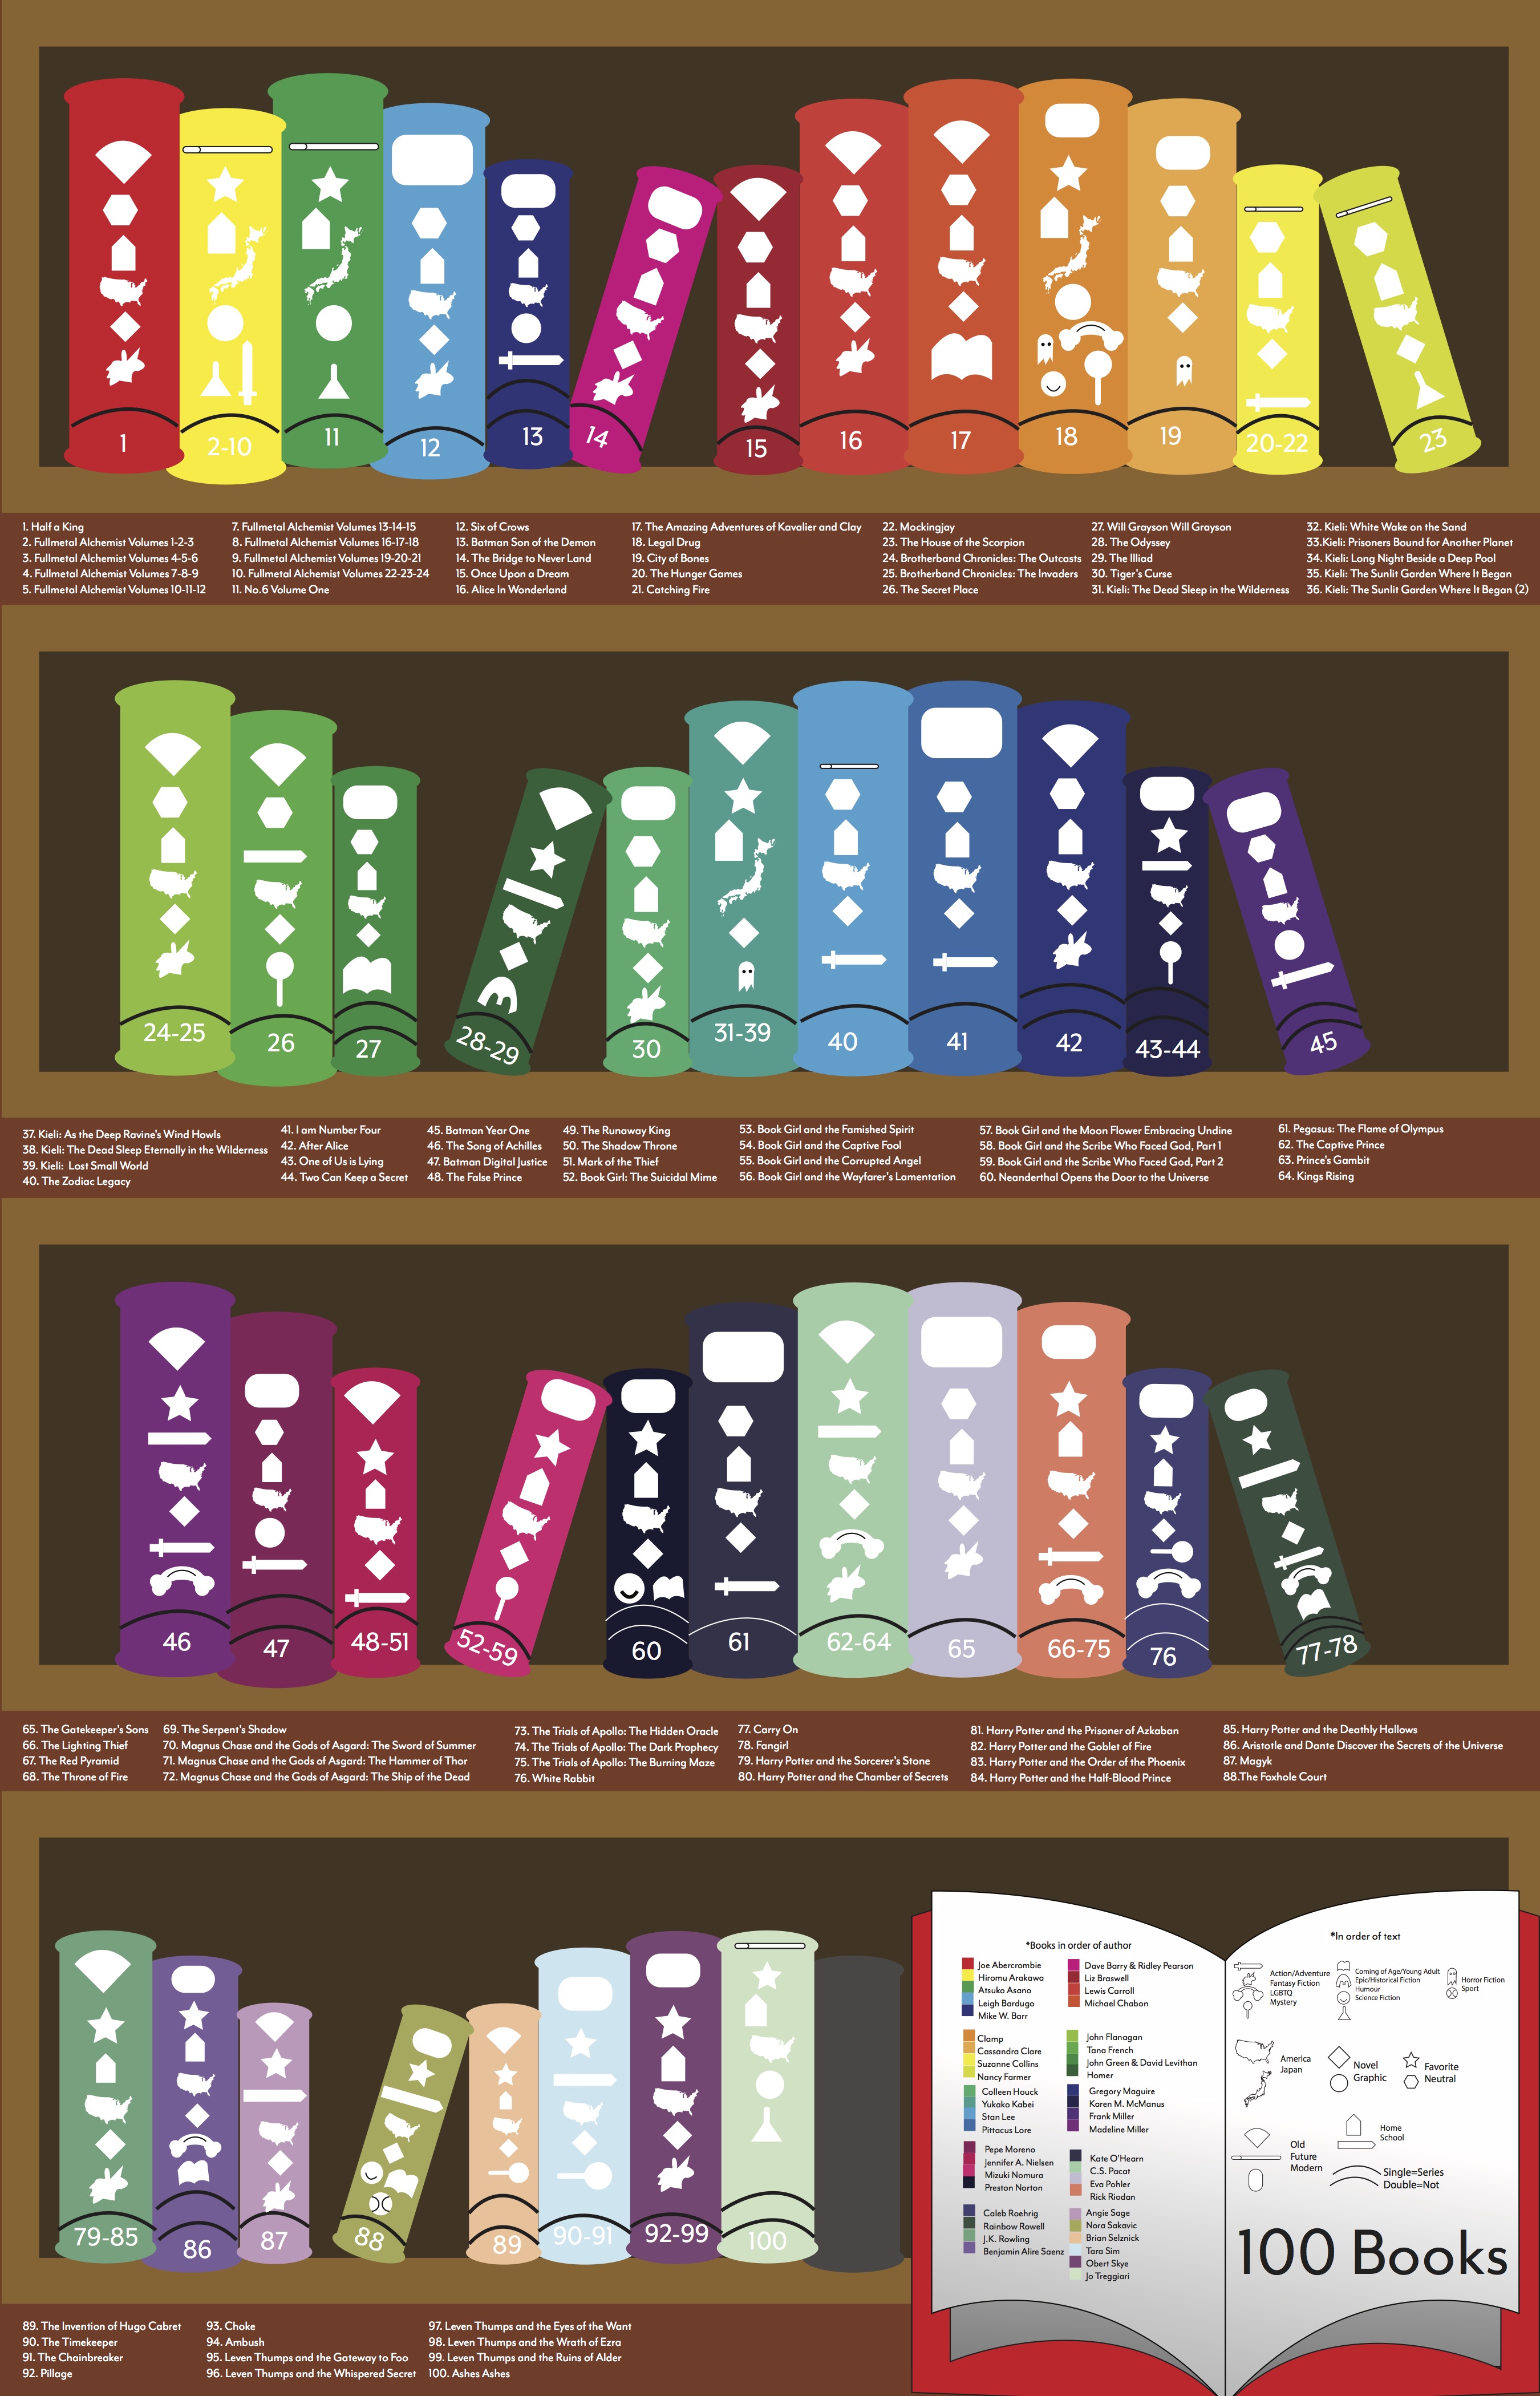 1
2-10
11
12
13
14
15
16
17
18
19
20-22
23
1. Half a King
2. Fullmetal Alchemist Volumes 1-2-3
3. Fullmetal Alchemist Volumes 4-5-6
4. Fullmetal Alchemist Volumes 7-8-9
5. Fullmetal Alchemist Volumes 10-11-12
7. Fullmetal Alchemist Volumes 13-14-15
8. Fullmetal Alchemist Volumes 16-17-18
9. Fullmetal Alchemist Volumes 19-20-21
10. Fullmetal Alchemist Volumes 22-23-24
11. No.6 Volume One
12. Six of Crows
13. Batman Son of the Demon
14. The Bridge to Never Land
15. Once Upon a Dream
16. Alice In Wonderland
17. The Amazing Adventures of Kavalier and Clay
18. Legal Drug
19. City of Bones
20. The Hunger Games
21. Catching Fire
22. Mockingjay
23. The House of the Scorpion
24. Brotherband Chronicles: The Outcasts
25. Brotherband Chronicles: The Invaders
26. The Secret Place
27. Will Grayson Will Grayson
28. The Odyssey
29. The Illiad
30. Tiger's Curse
31. Kieli: The Dead Sleep in the Wilderness
32. Kieli: White Wake on the Sand
33.Kieli: Prisoners Bound for Another Planet
34. Kieli: Long Night Beside a Deep Pool
35. Kieli: The Sunlit Garden Where It Began
36. Kieli: The Sunlit Garden Where It Began (2)
24-25
26
27
28-29
30
31-39
40
41
42
43-44
45
37. Kieli: As the Deep Ravine's Wind Howls
38. Kieli: The Dead Sleep Eternally in the Wilderness
39. Kieli: Lost Small World
40. The Zodiac Legacy
41. I am Number Four
42. After Alice
43. One of Us is Lying
44. Two Can Keep a Secret
45. Batman Year One
46. The Song of Achilles
47. Batman Digital Justice
48. The False Prince
49. The Runaway King
50. The Shadow Throne
51. Mark of the Thief
52. Book Girl: The Suicidal Mime
53. Book Girl and the Famished Spirit
54. Book Girl and the Captive Fool
55. Book Girl and the Corrupted Angel
56. Book Girl and the Wayfarer's Lamentation
57. Book Girl and the Moon Flower Embracing Undine
58. Book Girl and the Scribe Who Faced God, Part 1
59. Book Girl and the Scribe Who Faced God, Part 2
60. Neanderthal Opens the Door to the Universe
61. Pegasus: The Flame of Olympus
62. The Captive Prince
63. Prince's Gambit
64. Kings Rising
46
47
48-51
52-59
60
61
62-64
65
66-75
76
77-78
65. The Gatekeeper's Sons
66. The Lighting Thief
67. The Red Pyramid
68. The Throne of Fire
69. The Serpent's Shadow
70. Magnus Chase and the Gods of Asgard: The Sword of Summer
71. Magnus Chase and the Gods of Asgard: The Hammer of Thor
72. Magnus Chase and the Gods of Asgard: The Ship of the Dead
73. The Trials of Apollo: The Hidden Oracle
74. The Trials of Apollo: The Dark Prophecy
75. The Trials of Apollo: The Burning Maze
76. White Rabbit
77. Carry On
78. Fangirl
79. Harry Potter and the Sorcerer's Stone
80. Harry Potter and the Chamber of Secrets
81. Harry Potter and the Prisoner of Azkaban
82. Harry Potter and the Goblet of Fire
83. Harry Potter and the Order of the Phoenix
84. Harry Potter and the Half-Blood Prince
85. Harry Potter and the Deathly Hallows
86. Aristotle and Dante Discover the Secrets of the Universe
87. Magyk
88.The Foxhole Court
79-85
86
87
88
89
90-91
92-99
100
89. The Invention of Hugo Cabret
90. The Timekeeper
91. The Chainbreaker
92. Pillage
93. Choke
94. Ambush
95. Leven Thumps and the Gateway to Foo
96. Leven Thumps and the Whispered Secret
97. Leven Thumps and the Eyes of the Want
98. Leven Thumps and the Wrath of Ezra
99. Leven Thumps and the Ruins of Alder
100. Ashes Ashes
*Books in order of author
Joe Abercrombie
Hiromu Arakawa
Atsuko Asano
Leigh Bardugo
Mike W. Barr
Dave Barry & Ridley Pearson
Liz Braswell
Lewis Carroll
Michael Chabon
Clamp
Cassandra Clare
Suzanne Collins
Nancy Farmer
John Flanagan
Tana French
John Green & David Levithan
Homer
Colleen Houck
Yukako Kabei
Stan Lee
Pittacus Lore
Gregory Maguire
Karen M. McManus
Frank Miller
Madeline Miller
Pepe Moreno
Jennifer A. Nielsen
Mizuki Nomura
Preston Norton
Kate O'Hearn
C.S. Pacat
Eva Pohler
Rick Riodan
Caleb Roehrig
Rainbow Rowell
J.K. Rowling
Benjamin Alire Saenz
Angie Sage
Nora Sakavic
Brian Selznick
Tara Sim
Obert Skye
Jo Treggiari
*In order of text
Action/Adventure
Fantasy Fiction
LGBTQ
Mystery
Coming of Age/Young Adult
Epic/Historical Fiction
Humour
Science Fiction
Horror Fiction
Sport
America
Japan
Novel
Graphic
Favorite
Neutral
Old
Future
Modern
Home
School
Single=Series
Double=Not
100 Books